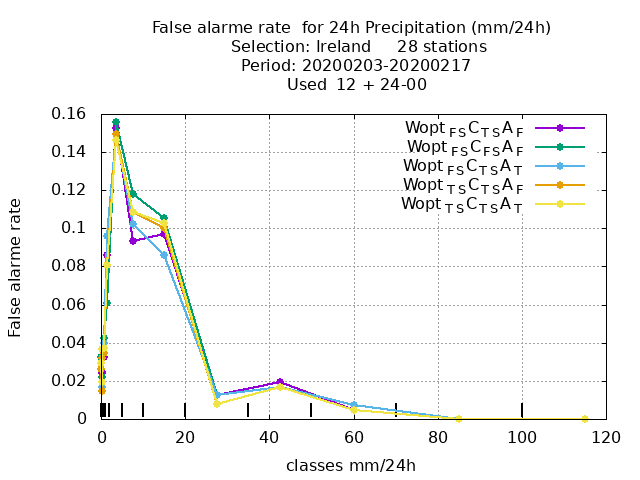 False alarme rate  for 24h Precipitation (mm/24h)
Selection: Ireland     28 stations
Period: 20200203-20200217
Used  12 + 24-00
0.16
0.14
0.12
0.1
0.08
0.06
0.04
0.02
0
False alarme rate
Wopt FS C TS A F
Wopt FS C FS A F
Wopt FS C TS A T
Wopt TS C TS A F
Wopt TS C TS A T
0 20 40 60 80 100 120
classes mm/24h